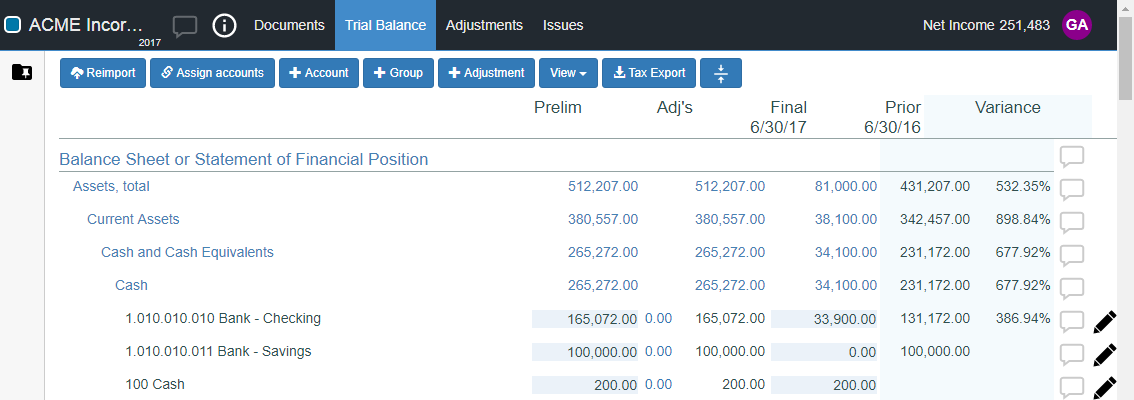 ACME Incor... Documents Trial Balance Adjustments Issues Net Income 251,483 GA
2017
Reimport Assign accounts Account Group Adjustment View Tax Export
Prelim Adj's Final Prior Variance
6/30/17 6/30/16
Balance Sheet or Statement of Financial Position
Assets, total 512,207.00 512,207.00 81,000.00 431,207.00 532.35%
Current Assets 380,557.00 380,557.00 38,100.00 342,457.00 898.84%
Cash and Cash Equivalents 265,272.00 265,272.00 34,100.00 231,172.00 677.92%
Cash 265,272.00 265,272.00 34,100.00 231,172.00 677.92%
1.010.010.010 Bank - Checking 165,072.00 0.00 165,072.00 33,900.00 131,172.00 386.94%
1.010.010.011 Bank - Savings 100,000.00 0.00 100,000.00 0.00 100,000.00
100 Cash 200.00 0.00 200.00 200.00